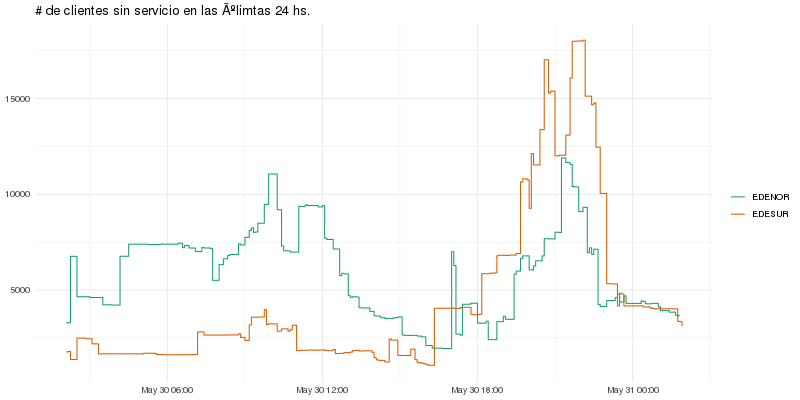 # de clientes sin servicio en las Ãºlimtas 24 hs.
15000
10000
5000
May 30 06:00
May 30 12:00
May 30 18:00
May 31 00:00
EDENOR
EDESUR